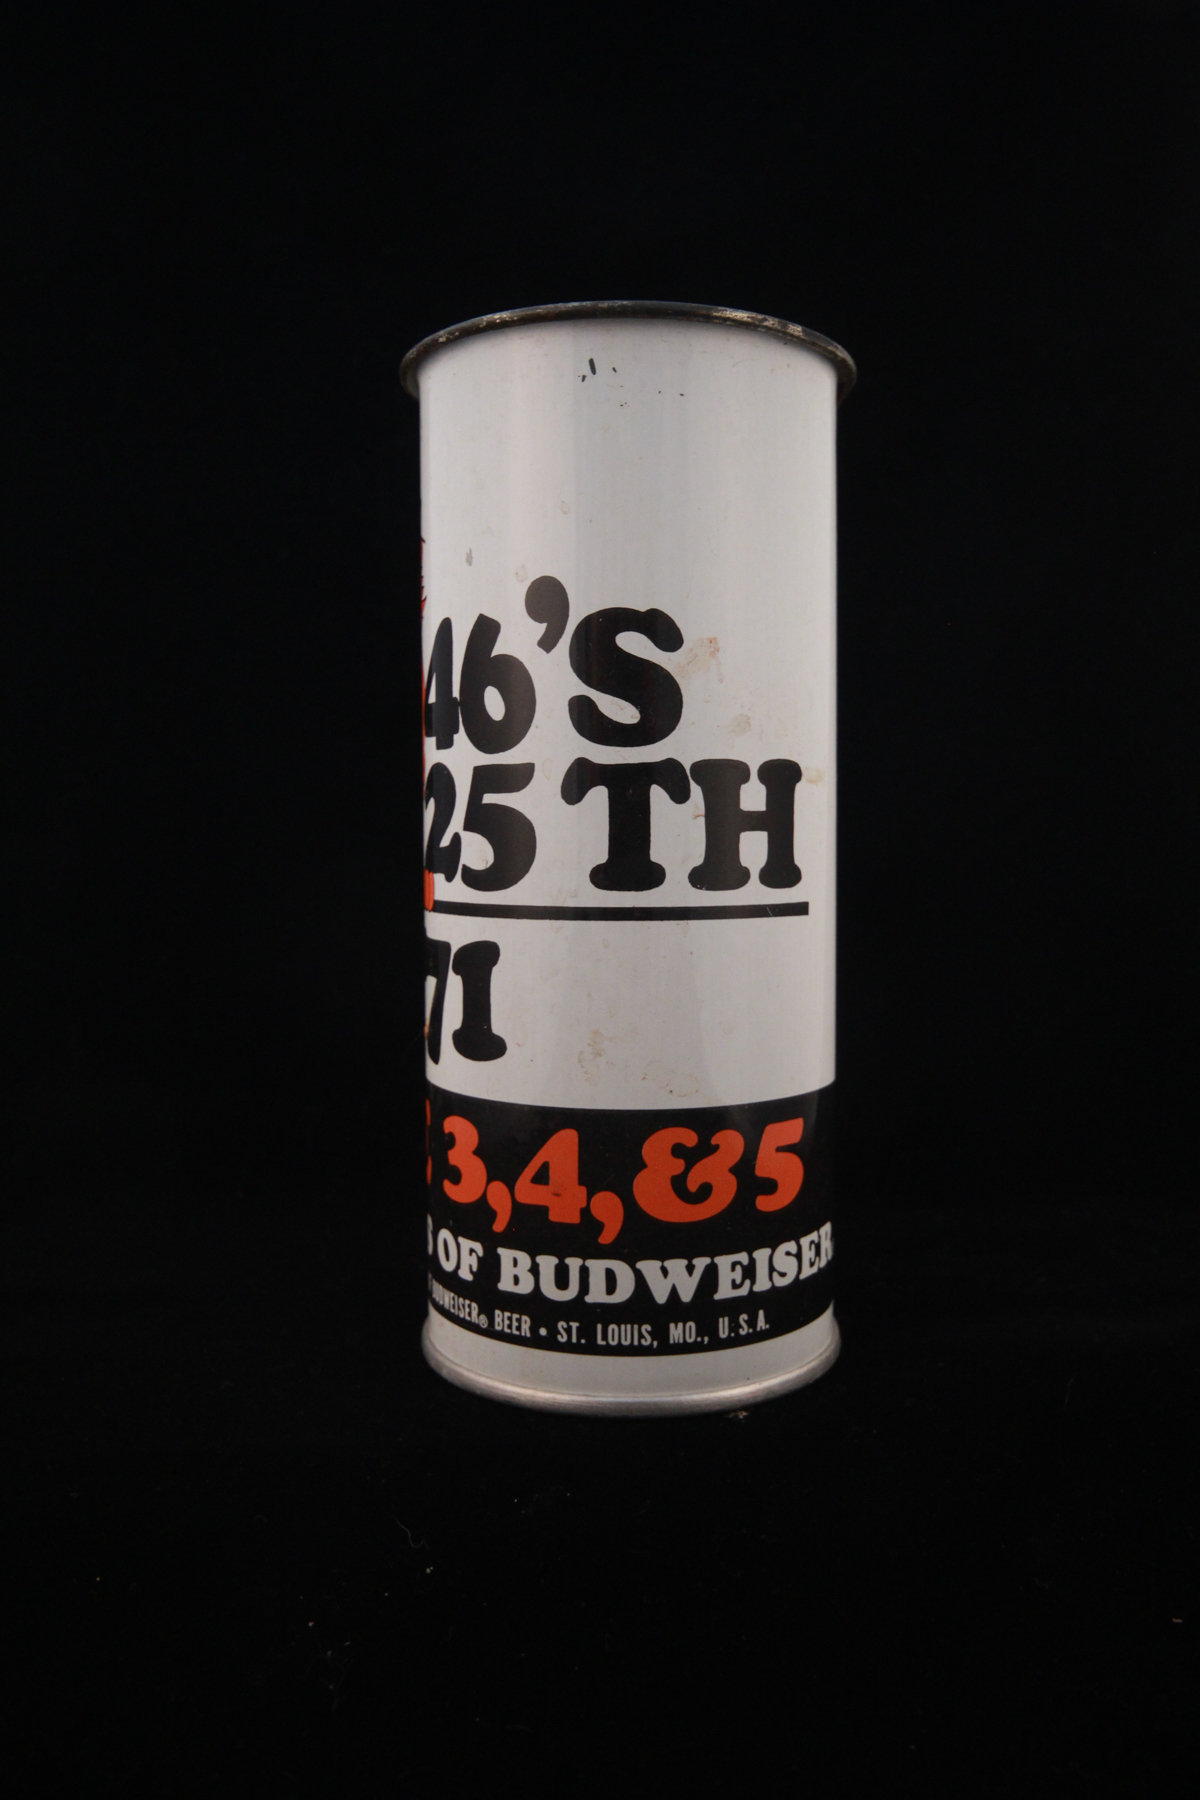 46'S
25TH
71
3,4,&5
OF BUDWEISER
BUDWEISER® BEER • ST. LOUIS, MO., U.S.A.